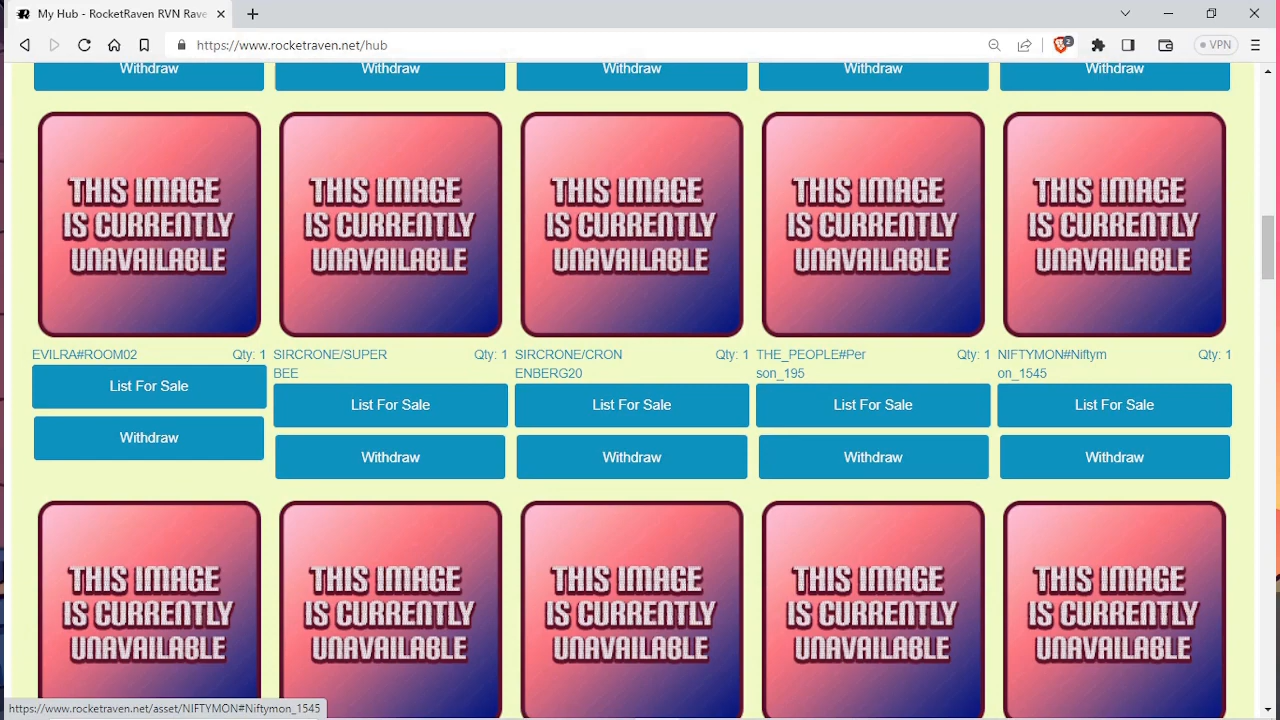 My Hub - RocketRaven RVN Rave
https://www.rocketraven.net/hub
2
VPN
Withdraw Withdraw Withdraw Withdraw Withdraw
THIS IMAGE THIS IMAGE THIS IMAGE THIS IMAGE THIS IMAGE
IS CURRENTLY IS CURRENTLY IS CURRENTLY IS CURRENTLY IS CURRENTLY
UNAVAILABLE UNAVAILABLE UNAVAILABLE UNAVAILABLE UNAVAILABLE
EVILRA#ROOM02 Qty: 1 SIRCRONE/SUPER Qty: 1 SIRCRONE/CRON Qty: 1 THE_PEOPLE#Per Qty: 1 NIFTYMON#Niftym Qty: 1
BEE ENBERG20 son_195 on_1545
List For Sale List For Sale List For Sale List For Sale List For Sale
Withdraw Withdraw Withdraw Withdraw Withdraw
THIS IMAGE THIS IMAGE THIS IMAGE THIS IMAGE THIS IMAGE
IS CURRENTLY IS CURRENTLY IS CURRENTLY IS CURRENTLY IS CURRENTLY
UNAVAILABLE UNAVAILABLE UNAVAILABLE UNAVAILABLE UNAVAILABLE
https://www.rocketraven.net/asset/NIFTYMON#Niftymon_1545